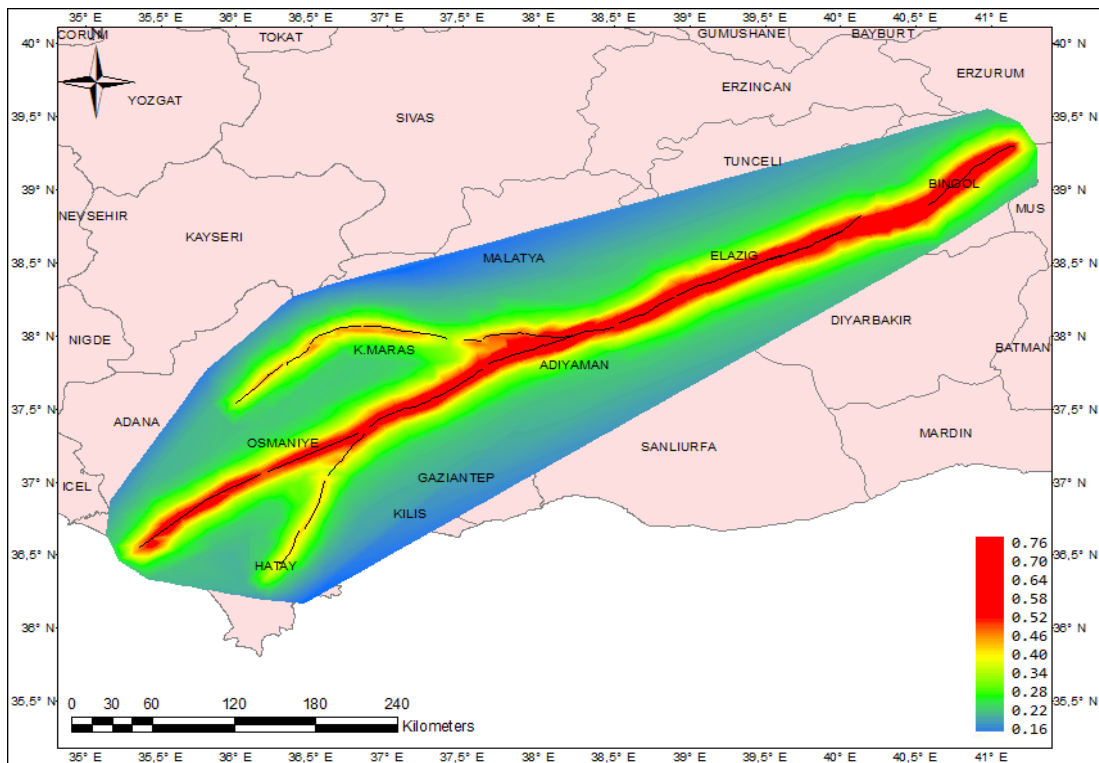 35° E 35,5° E 36° E 36,5° E 37° E 37,5° E 38° E 38,5° E 39° E 39,5° E 40° E 40,5° E 41° E
40° N 40° N
39,5° N 39,5° N
39° N 39° N
38,5° N 38,5° N
38° N 38° N
37,5° N 37,5° N
37° N 37° N
36,5° N 36,5° N
36° N 36° N
35,5° N 35,5° N
N
CORUM
TOKAT
GUMUSHANE
BAYBURT
YOZGAT
ERZINCAN
ERZURUM
SIVAS
TUNCELI
BINGOL
NEVSEHIR
MUS
KAYSERI
MALATYA
ELAZIG
NIGDE
K.MARAS
ADIYAMAN
DIYARBAKIR
BATMAN
ADANA
OSMANIYE
SANLIURFA
MARDIN
ICEL
GAZIANTEP
KILIS
HATAY
0.76
0.70
0.64
0.58
0.52
0.46
0.40
0.34
0.28
0.22
0.16
0 30 60 120 180 240
Kilometers
35° E 35,5° E 36° E 36,5° E 37° E 37,5° E 38° E 38,5° E 39° E 39,5° E 40° E 40,5° E 41° E